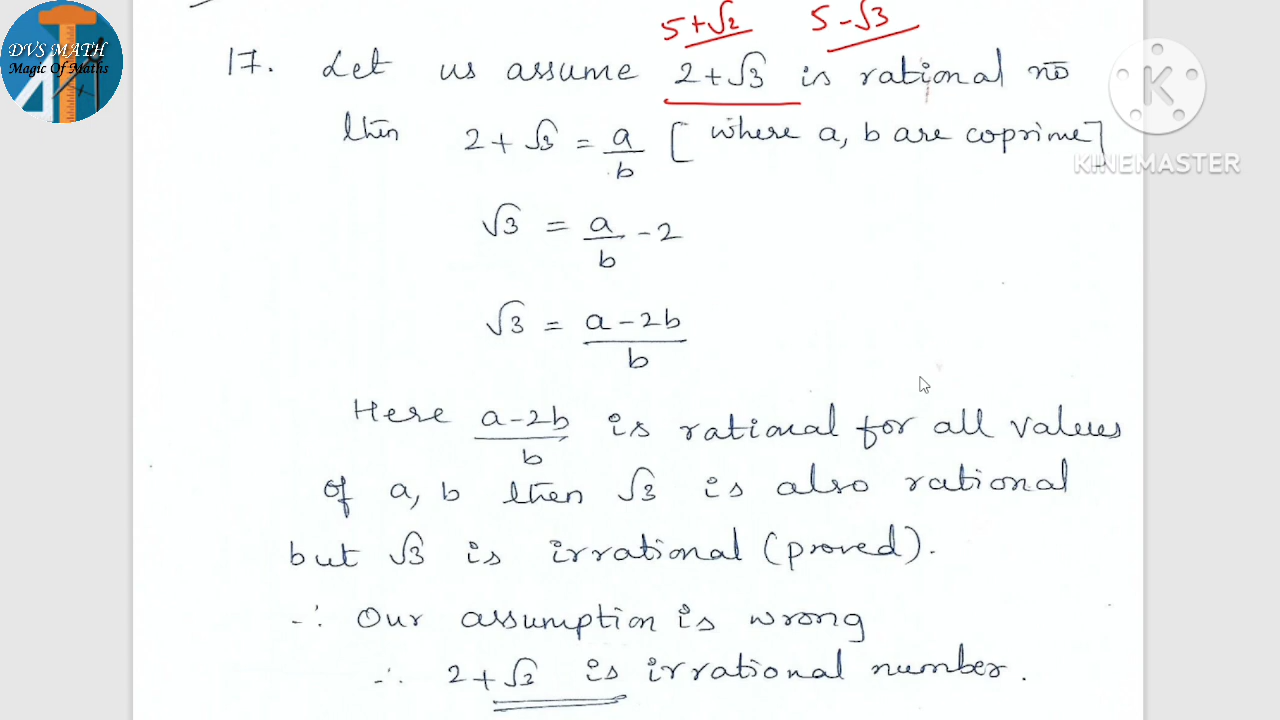 DVS MATH
Magic Of Maths
5+√2 5-√3
17. Let us assume 2+√3 is rational no
then 2+√3 = a/b [where a, b are coprime]
KINEMASTER
√3 = a/b - 2
√3 = a-2b/b
Here a-2b/b is rational for all values
of a, b then √3 is also rational
but √3 is irrational (proved).
∴ Our assumption is wrong
∴ 2+√3 is irrational number.